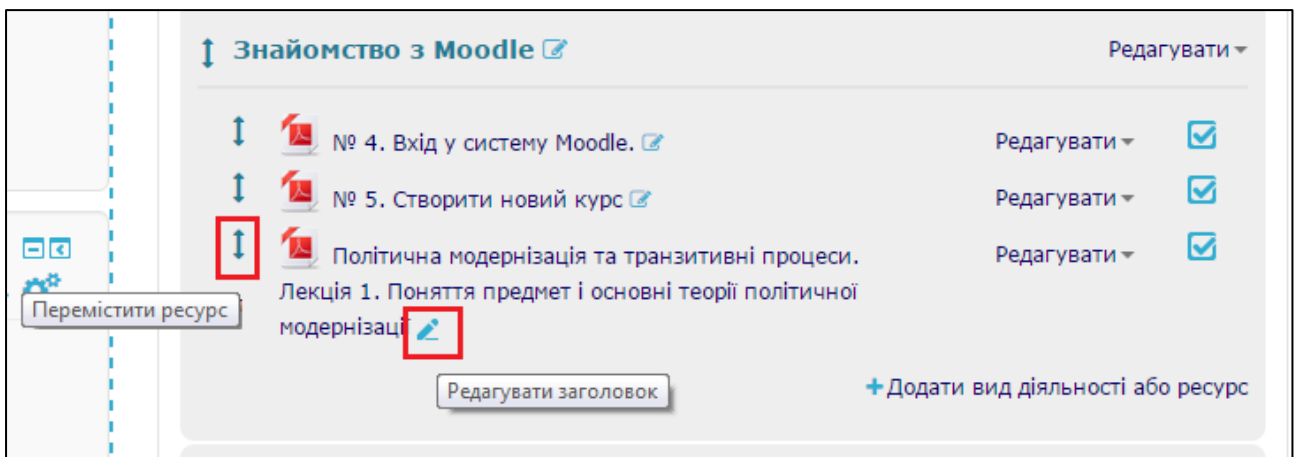 Знайомство з Moodle
Редагувати
№ 4. Вхід у систему Moodle.
Редагувати
№ 5. Створити новий курс
Редагувати
Політична модернізація та транзитивні процеси.
Редагувати
Лекція 1. Поняття предмет і основні теорії політичної
Перемістити ресурс
модернізації
Редагувати заголовок
Додати вид діяльності або ресурс